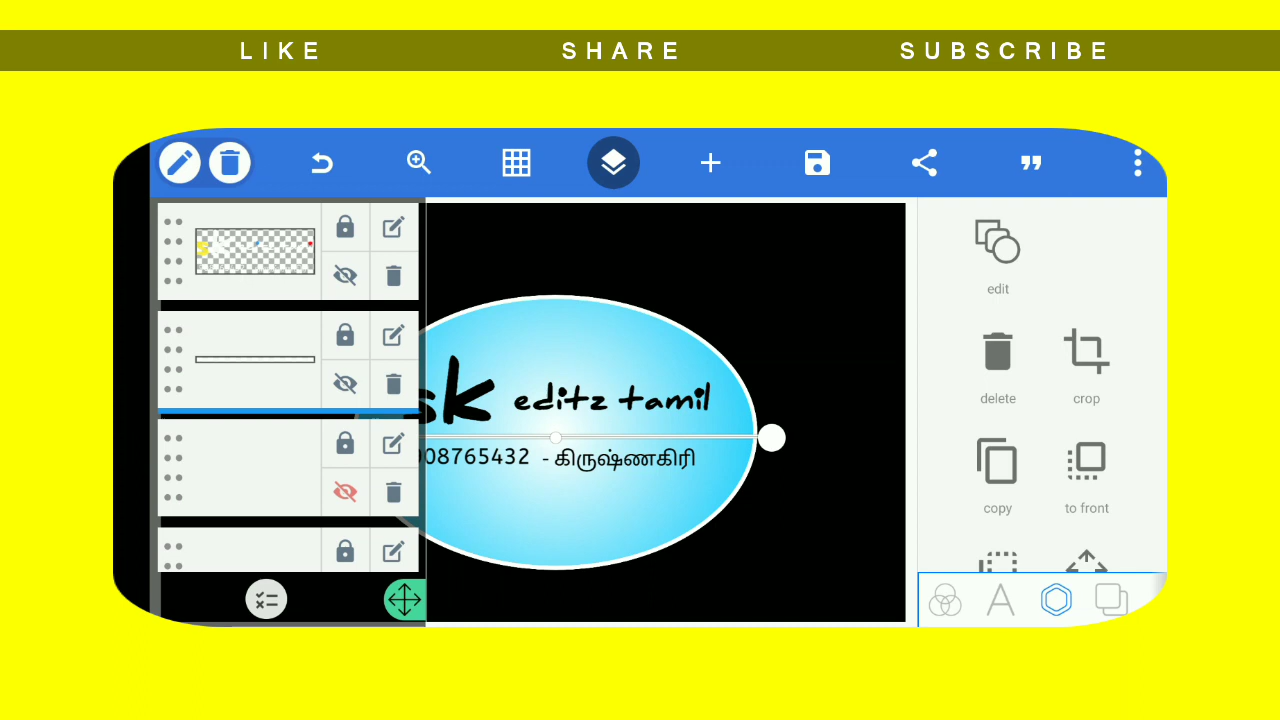 LIKE SHARE SUBSCRIBE
sk editz tamil
08765432 - கிருஷ்ணகிரி
edit
delete crop
copy to front